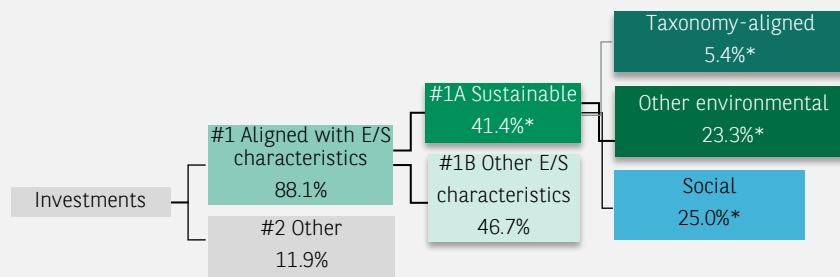 Investments
#1 Aligned with E/S
characteristics
88.1%
#2 Other
11.9%
#1A Sustainable
41.4%*
#1B Other E/S
characteristics
46.7%
Taxonomy-aligned
5.4%*
Other environmental
23.3%*
Social
25.0%*